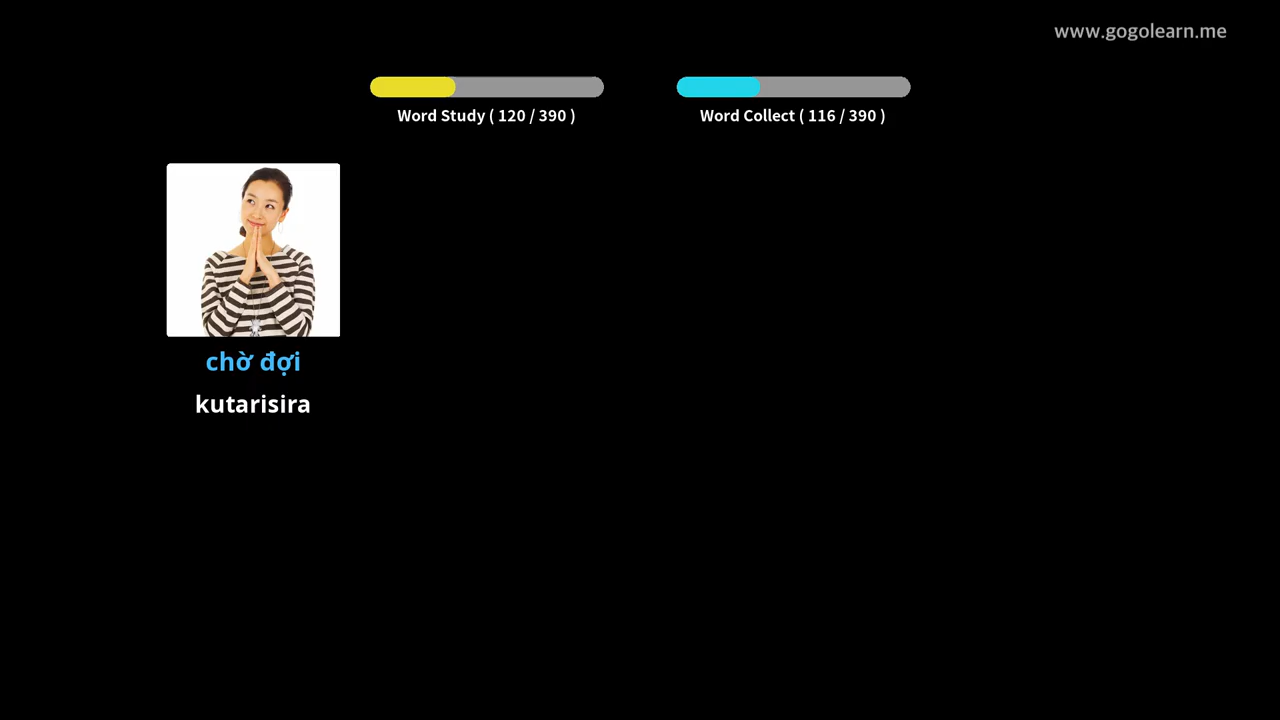 www.gogolearn.me
Word Study ( 120 / 390 )
Word Collect ( 116 / 390 )
chờ đợi
kutarisira